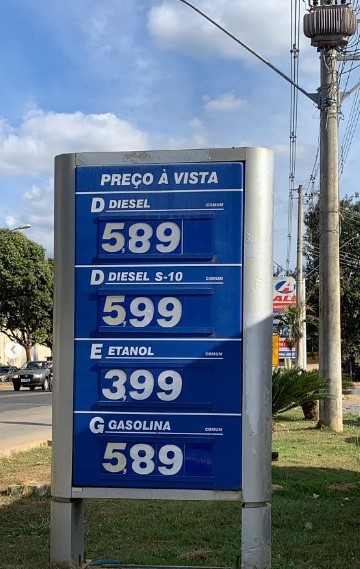 PREÇO À VISTA
D DIESEL COMUM
5,89
D DIESEL S-10 COMUM
5,99
E ETANOL COMUM
3,99
G GASOLINA COMUM
5,89